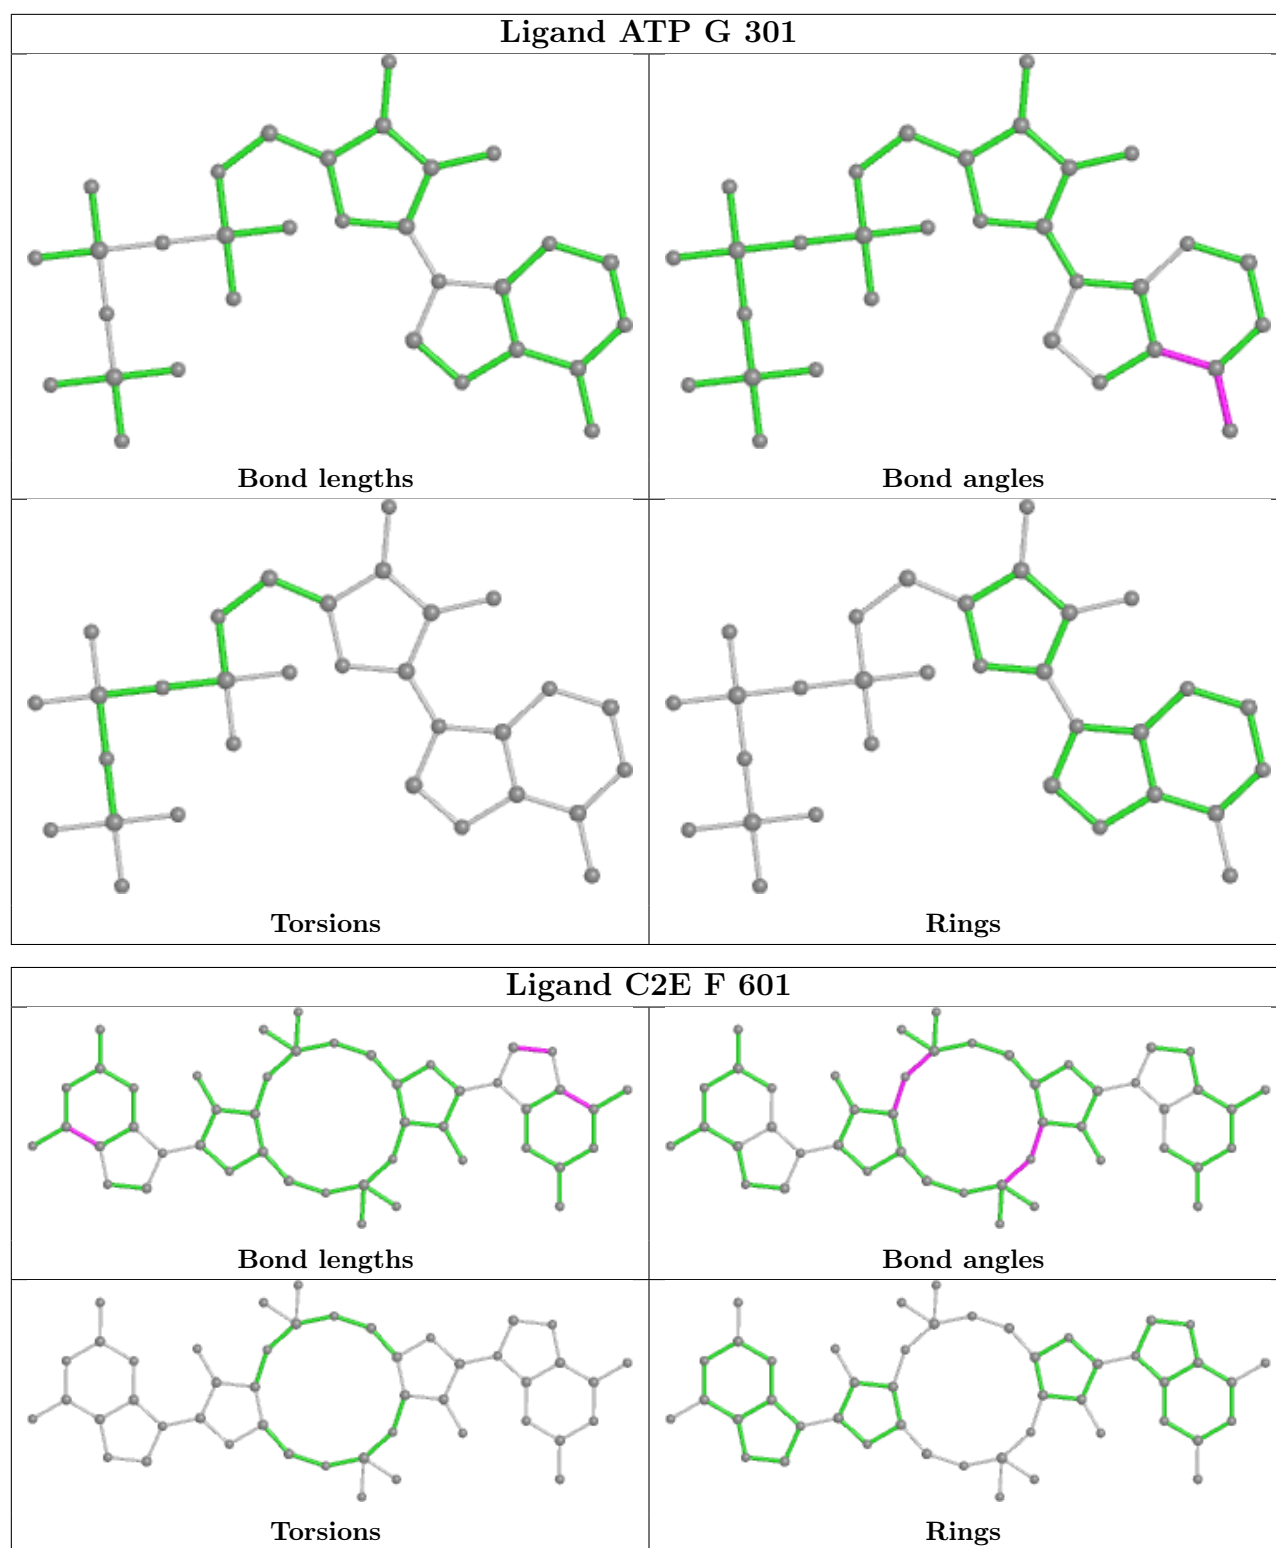 Ligand ATP G 301
Bond lengths
Bond angles
Torsions
Rings
Ligand C2E F 601
Bond lengths
Bond angles
Torsions
Rings